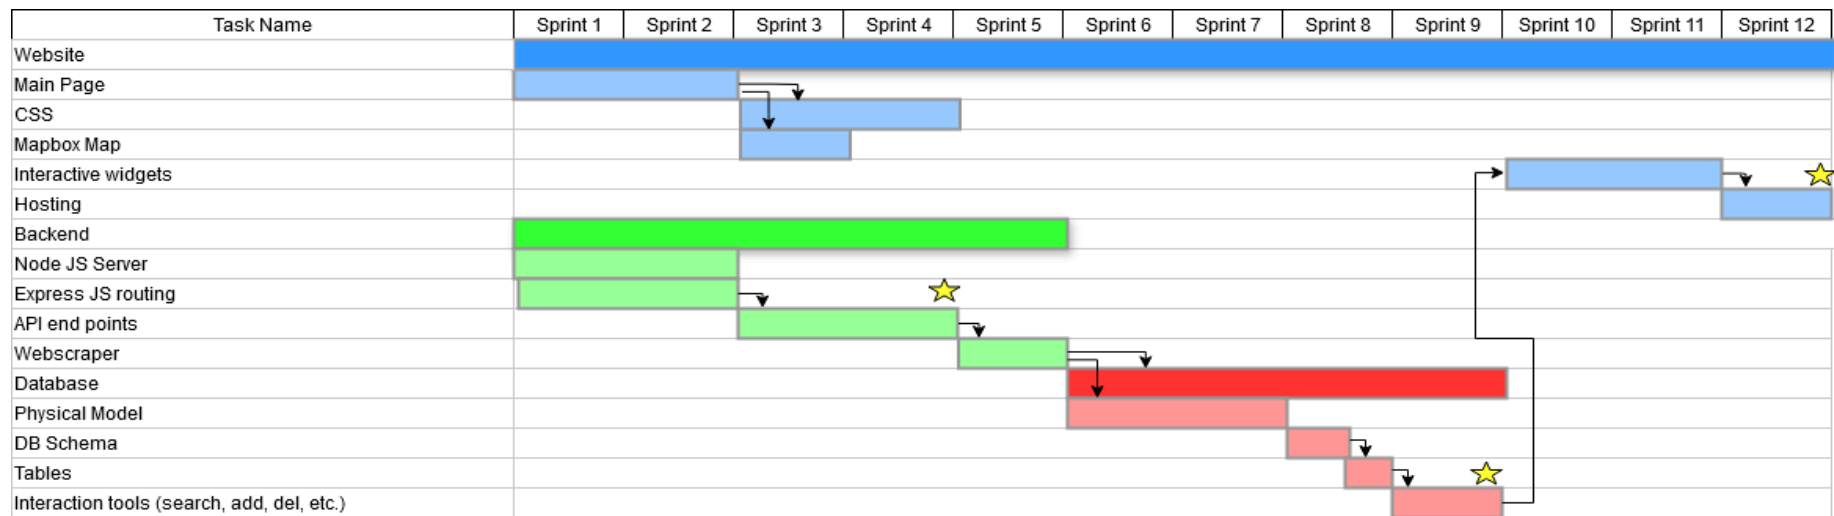 Task Name Sprint 1 Sprint 2 Sprint 3 Sprint 4 Sprint 5 Sprint 6 Sprint 7 Sprint 8 Sprint 9 Sprint 10 Sprint 11 Sprint 12
Website
Main Page
CSS
Mapbox Map
Interactive widgets
Hosting
Backend
Node JS Server
Express JS routing
API end points
Webscraper
Database
Physical Model
DB Schema
Tables
Interaction tools (search, add, del, etc.)